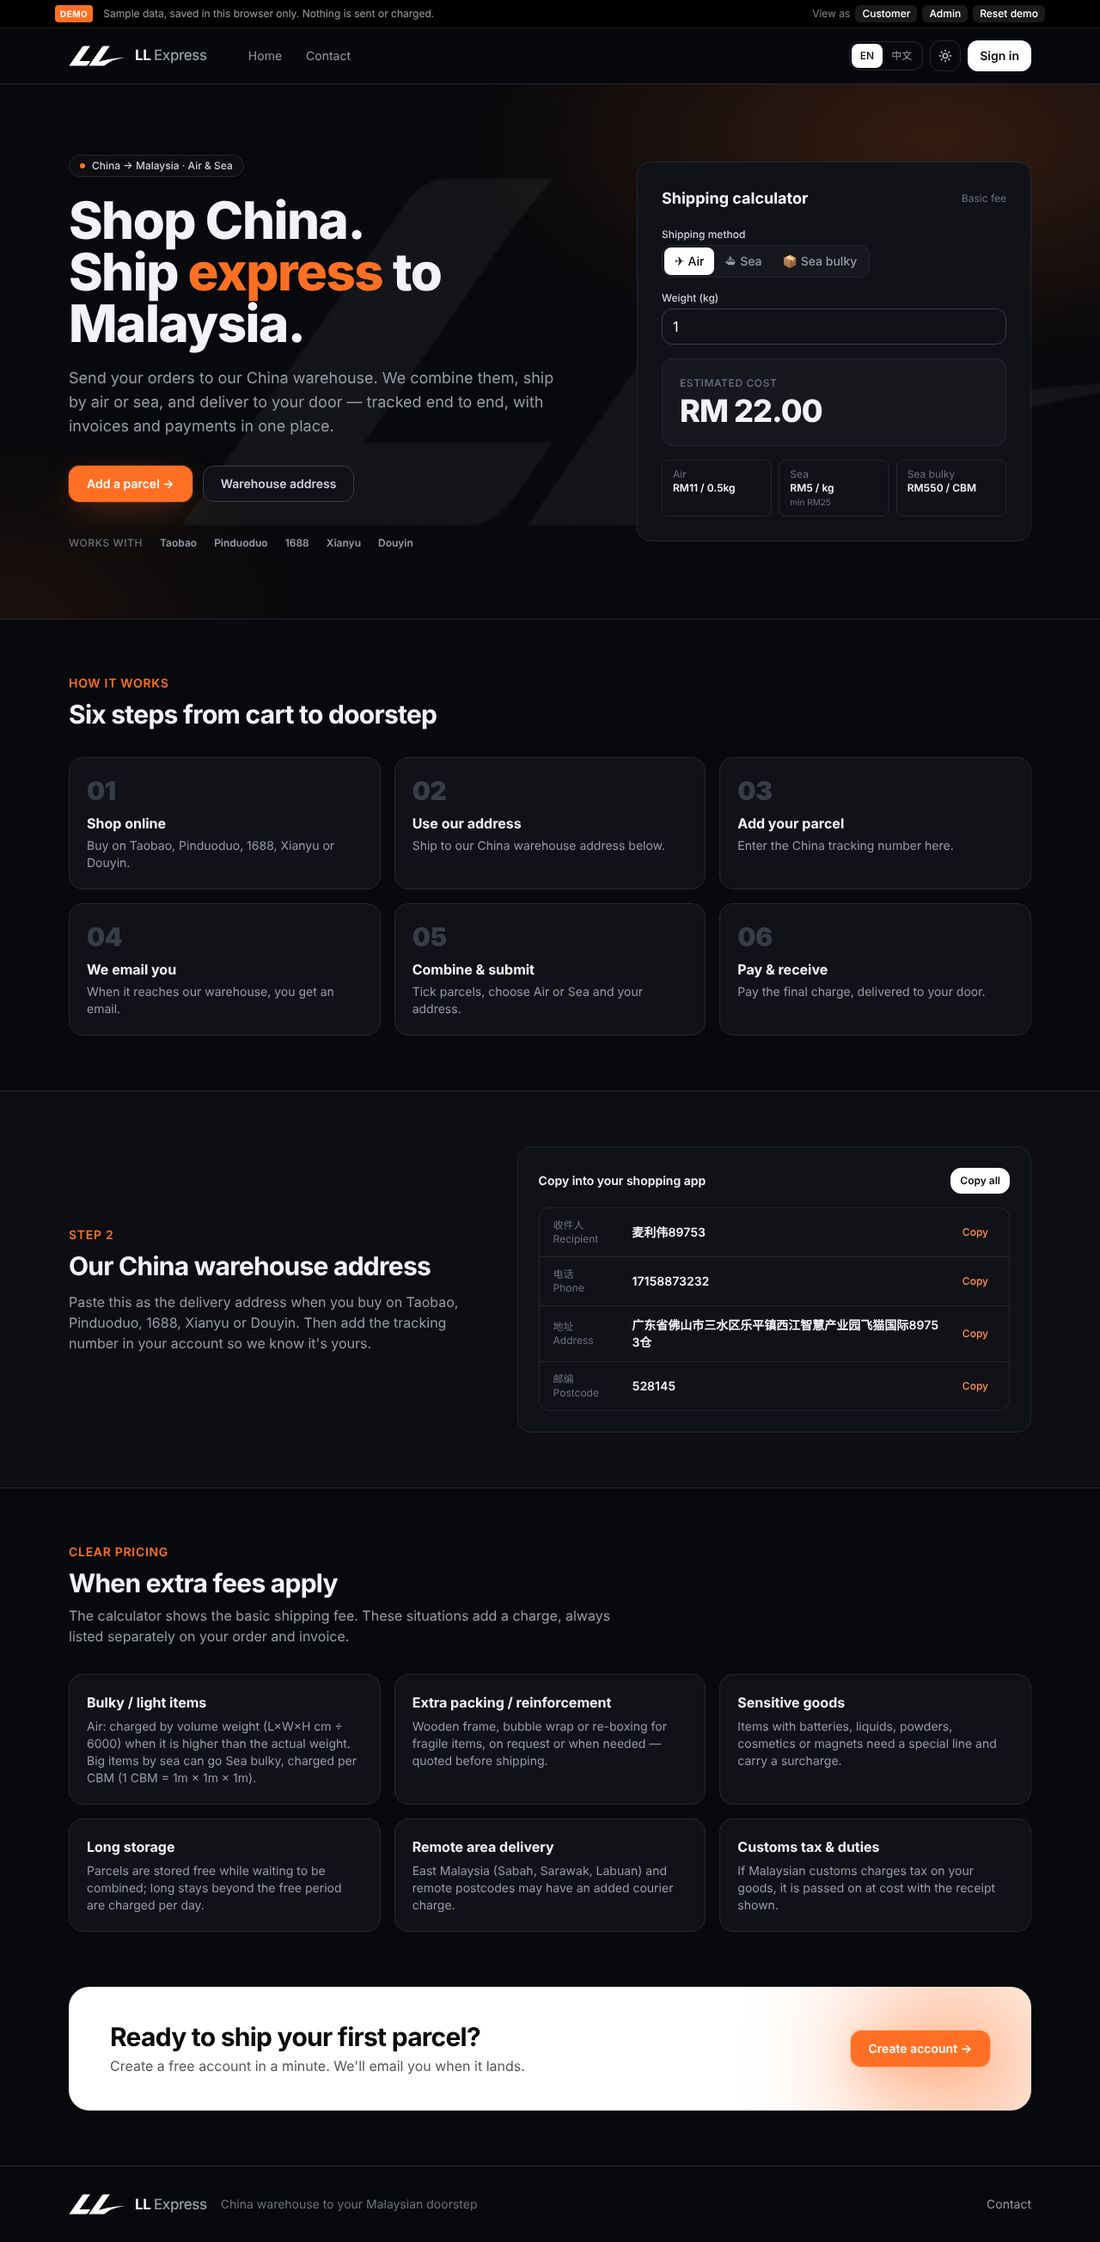 DEMO Sample data, saved in this browser only. Nothing is sent or charged. View as Customer Admin Reset demo
LL Express Home Contact EN 中文 Sign in
China → Malaysia · Air & Sea
Shop China.
Ship express to
Malaysia.
Send your orders to our China warehouse. We combine them, ship
by air or sea, and deliver to your door — tracked end to end, with
invoices and payments in one place.
Add a parcel → Warehouse address
WORKS WITH Taobao Pinduoduo 1688 Xianyu Douyin
Shipping calculator Basic fee
Shipping method
✈ Air ⛴ Sea 📦 Sea bulky
Weight (kg)
1
ESTIMATED COST
RM 22.00
Air
RM11 / 0.5kg
Sea
RM5 / kg
min RM25
Sea bulky
RM550 / CBM
HOW IT WORKS
Six steps from cart to doorstep
01
Shop online
Buy on Taobao, Pinduoduo, 1688, Xianyu or
Douyin.
02
Use our address
Ship to our China warehouse address below.
03
Add your parcel
Enter the China tracking number here.
04
We email you
When it reaches our warehouse, you get an
email.
05
Combine & submit
Tick parcels, choose Air or Sea and your
address.
06
Pay & receive
Pay the final charge, delivered to your door.
STEP 2
Our China warehouse address
Paste this as the delivery address when you buy on Taobao,
Pinduoduo, 1688, Xianyu or Douyin. Then add the tracking
number in your account so we know it's yours.
Copy into your shopping app Copy all
收件人
Recipient
麦利伟89753 Copy
电话
Phone
17158873232 Copy
地址
Address
广东省佛山市三水区乐平镇西江智慧产业园飞猫国际8975
3仓
Copy
邮编
Postcode
528145 Copy
CLEAR PRICING
When extra fees apply
The calculator shows the basic shipping fee. These situations add a charge, always
listed separately on your order and invoice.
Bulky / light items
Air: charged by volume weight (L×W×H cm ÷
6000) when it is higher than the actual weight.
Big items by sea can go Sea bulky, charged per
CBM (1 CBM = 1m × 1m × 1m).
Extra packing / reinforcement
Wooden frame, bubble wrap or re-boxing for
fragile items, on request or when needed —
quoted before shipping.
Sensitive goods
Items with batteries, liquids, powders,
cosmetics or magnets need a special line and
carry a surcharge.
Long storage
Parcels are stored free while waiting to be
combined; long stays beyond the free period
are charged per day.
Remote area delivery
East Malaysia (Sabah, Sarawak, Labuan) and
remote postcodes may have an added courier
charge.
Customs tax & duties
If Malaysian customs charges tax on your
goods, it is passed on at cost with the receipt
shown.
Ready to ship your first parcel?
Create a free account in a minute. We'll email you when it lands.
Create account →
LL Express China warehouse to your Malaysian doorstep Contact